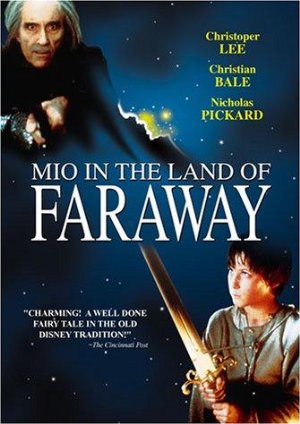 Christoper
LEE
Christian
BALE
Nicholas
PICKARD
MIO IN THE LAND OF
FARAWAY
"CHARMING! A WELL DONE
FAIRY TALE IN THE OLD
DISNEY TRADITION!"
~The Cincinnati Post